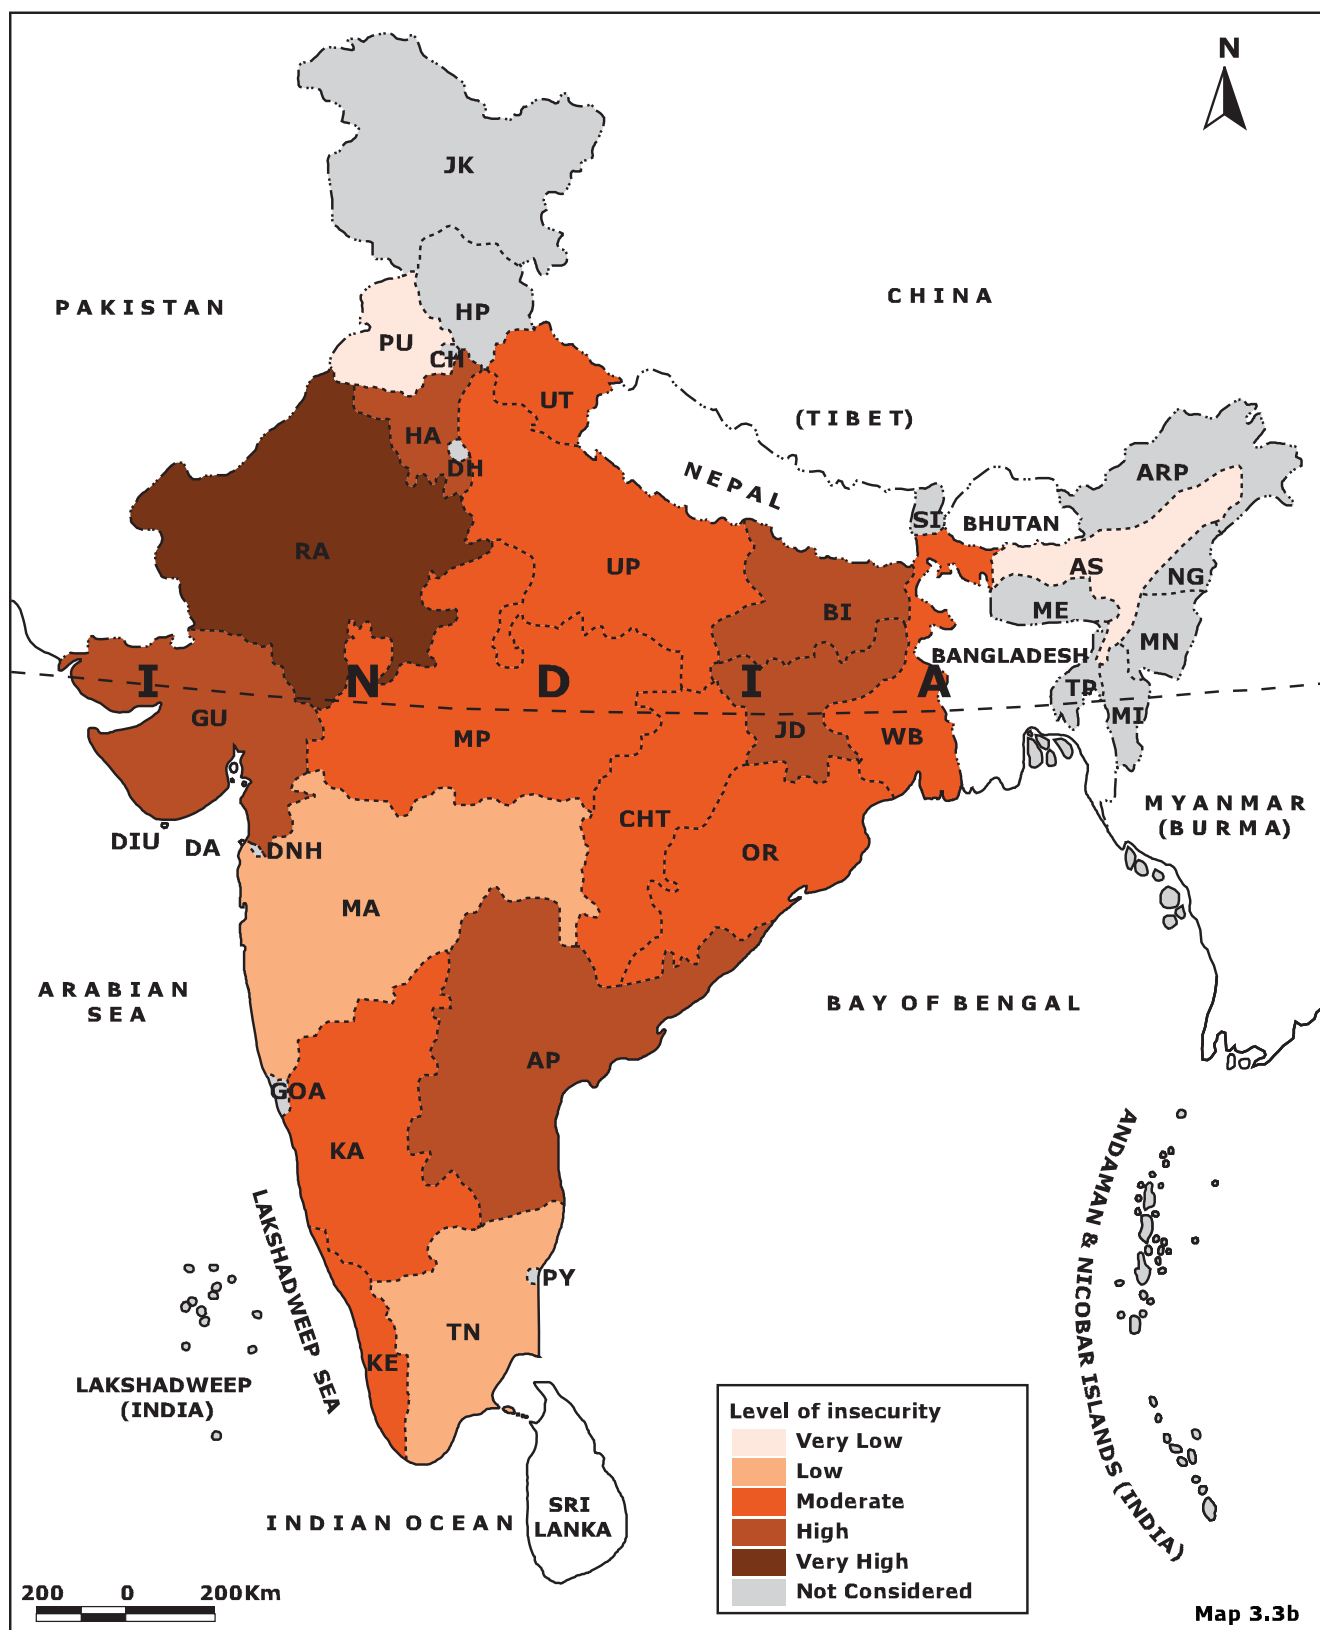 N
JK
PAKISTAN
CHINA
HP
PU
CH
UT
(TIBET)
HA
DH
NEPAL
ARP
SI
BHUTAN
RA
UP
AS
NG
BI
ME
MN
BANGLADESH
I N D I A
TP
GU
MI
MP
JD
WB
MYANMAR
(BURMA)
CHT
DIU
DA
DNH
OR
MA
ARABIAN
SEA
BAY OF BENGAL
AP
GOA
KA
ANDAMAN & NICOBAR ISLANDS (INDIA)
LAKSHADWEEP SEA
PY
TN
KE
LAKSHADWEEP
(INDIA)
Level of insecurity
Very Low
Low
Moderate
High
Very High
Not Considered
SRI
LANKA
INDIAN OCEAN
200 0 200Km
Map 3.3b